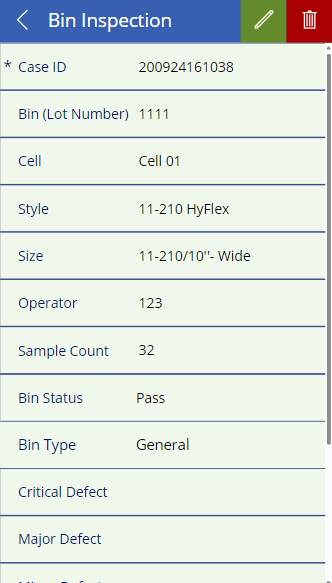 Bin Inspection
* Case ID 200924161038
Bin (Lot Number) 1111
Cell Cell 01
Style 11-210 HyFlex
Size 11-210/10''- Wide
Operator 123
Sample Count 32
Bin Status Pass
Bin Type General
Critical Defect
Major Defect